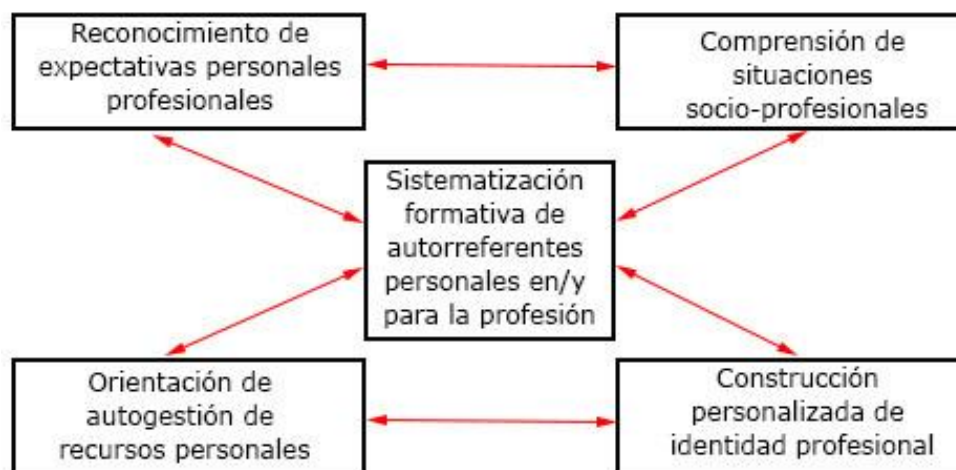 Reconocimiento de
expectativas personales
profesionales
Comprensión de
situaciones
socio-profesionales
Sistematización
formativa de
autorreferentes
personales en/y
para la profesión
Orientación de
autogestión de
recursos personales
Construcción
personalizada de
identidad profesional